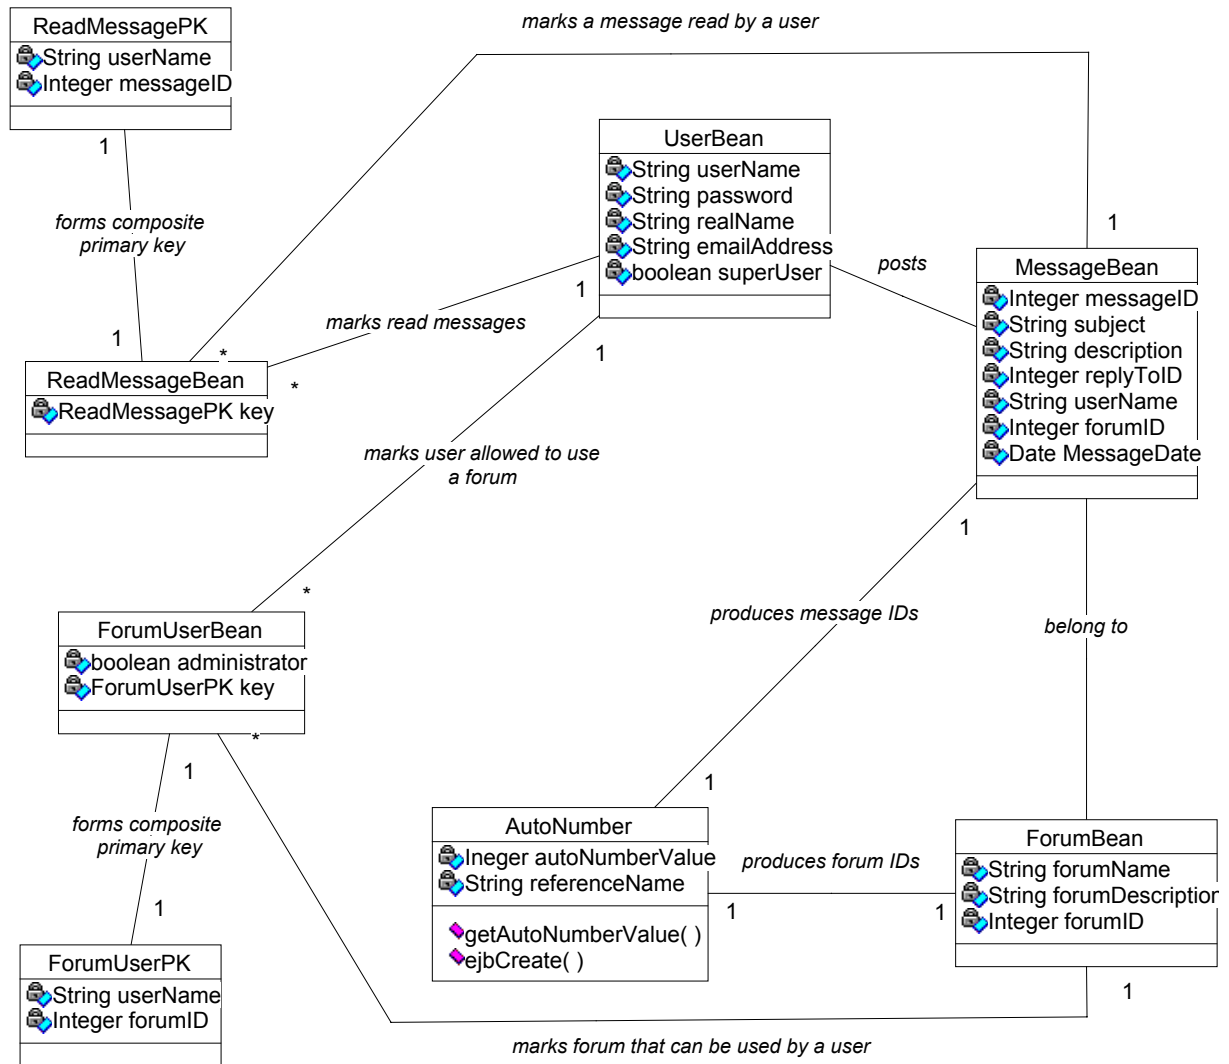 ReadMessagePK
String userName
Integer messageID
marks a message read by a user
1
forms composite
primary key
1
UserBean
String userName
String password
String realName
String emailAddress
boolean superUser
posts
1
MessageBean
Integer messageID
String subject
String description
Integer replyToID
String userName
Integer forumID
Date MessageDate
1
marks read messages
1
*
*
ReadMessageBean
ReadMessagePK key
marks user allowed to use
a forum
1
*
ForumUserBean
boolean administrator
ForumUserPK key
*
1
produces message IDs
belong to
1
forms composite
primary key
1
AutoNumber
Ineger autoNumberValue
String referenceName
getAutoNumberValue( )
ejbCreate( )
produces forum IDs
1
1
ForumBean
String forumName
String forumDescription
Integer forumID
1
ForumUserPK
String userName
Integer forumID
marks forum that can be used by a user